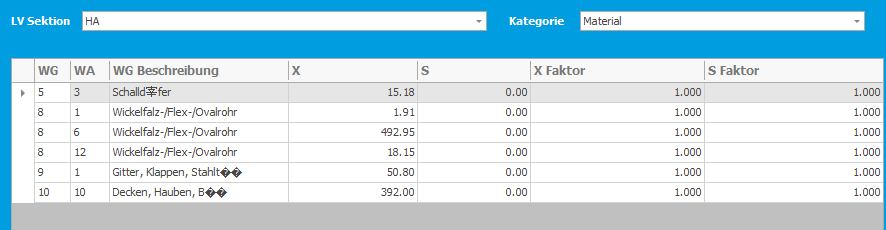 LV Sektion HA Kategorie Material
WG WA WG Beschreibung X S X Faktor S Faktor
5 3 Schalld宰fer 15.18 0.00 1.000 1.000
8 1 Wickelfalz-/Flex-/Ovalrohr 1.91 0.00 1.000 1.000
8 6 Wickelfalz-/Flex-/Ovalrohr 492.95 0.00 1.000 1.000
8 12 Wickelfalz-/Flex-/Ovalrohr 18.15 0.00 1.000 1.000
9 1 Gitter, Klappen, Stahlt�� 50.80 0.00 1.000 1.000
10 10 Decken, Hauben, B�� 392.00 0.00 1.000 1.000